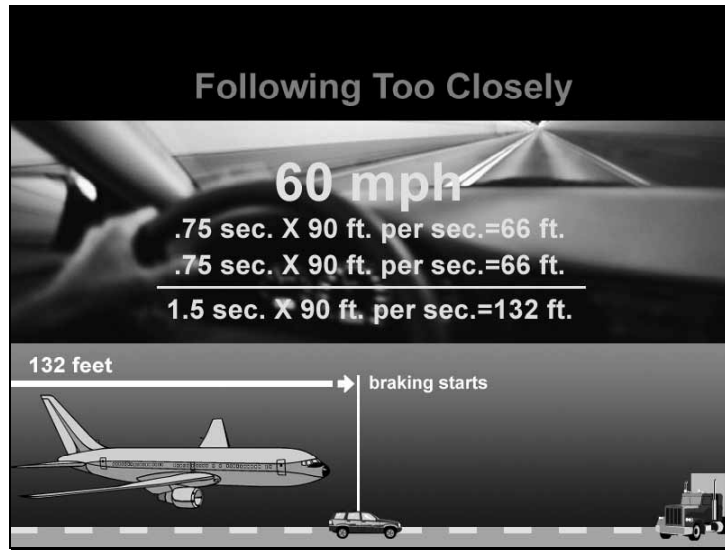 Following Too Closely
60 mph
.75 sec. X 90 ft. per sec.=66 ft.
.75 sec. X 90 ft. per sec.=66 ft.
1.5 sec. X 90 ft. per sec.=132 ft.
132 feet
braking starts